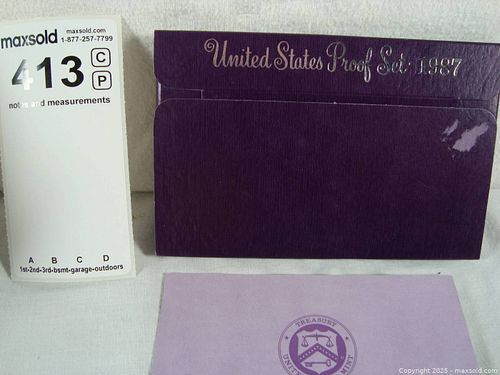 maxsold
maxsold.com
1-877-257-7799
413
C
P
notes and measurements
A B C D
1st-2nd-3rd-bsmt-garage-outdoors
United States Proof Set 1987
TREASURY
MINT
Copyright 2025 - maxsold.com